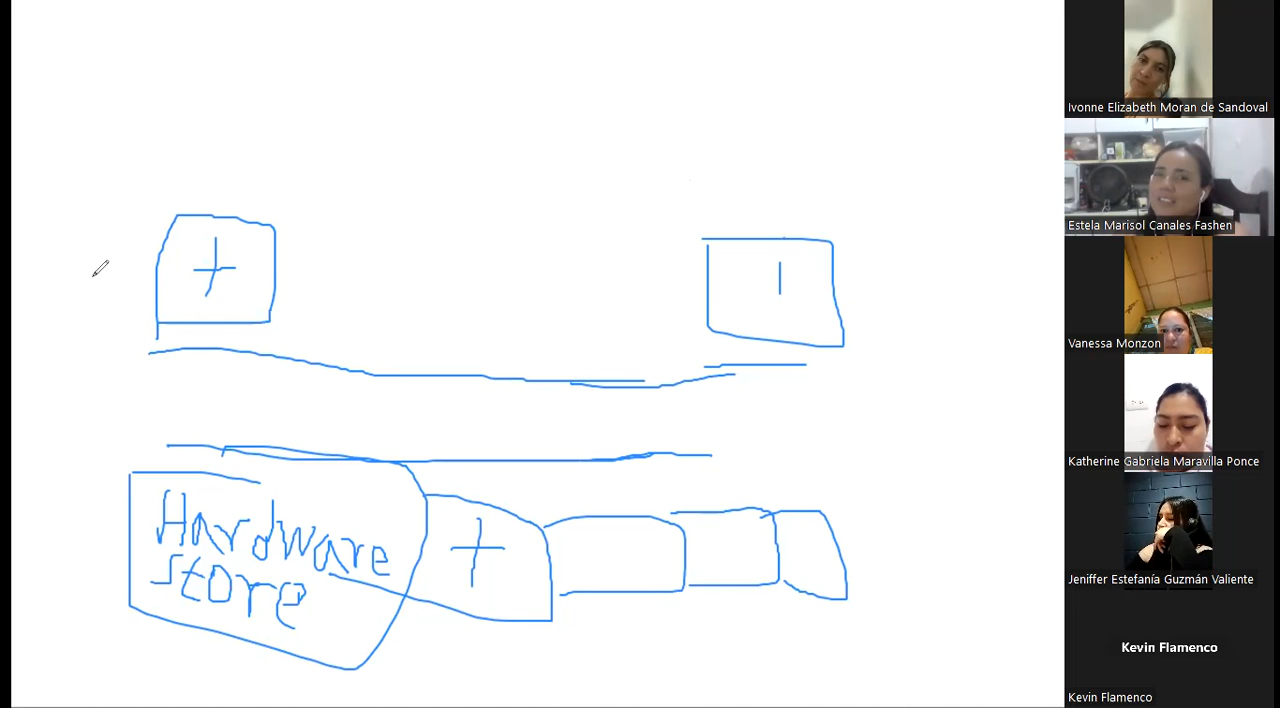 Hardware
store
Ivonne Elizabeth Moran de Sandoval
Estela Marisol Canales Fashen
Vanessa Monzon
Katherine Gabriela Maravilla Ponce
Jeniffer Estefanía Guzmán Valiente
Kevin Flamenco
Kevin Flamenco